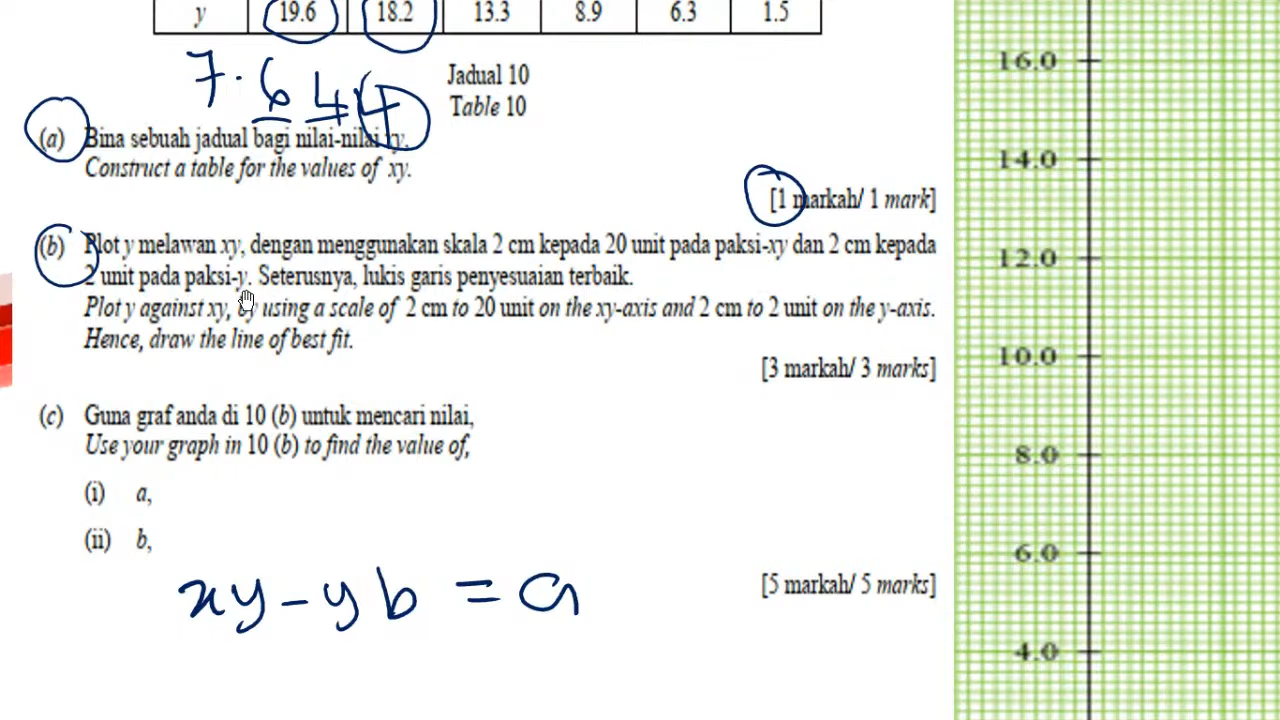 y 19.6 18.2 13.3 8.9 6.3 1.5
7.644
Jadual 10
Table 10
(a) Bina sebuah jadual bagi nilai-nilai xy.
Construct a table for the values of xy.
[1 markah/ 1 mark]
(b) Plot y melawan xy, dengan menggunakan skala 2 cm kepada 20 unit pada paksi-xy dan 2 cm kepada
2 unit pada paksi-y. Seterusnya, lukis garis penyesuaian terbaik.
Plot y against xy, by using a scale of 2 cm to 20 unit on the xy-axis and 2 cm to 2 unit on the y-axis.
Hence, draw the line of best fit.
[3 markah/ 3 marks]
(c) Guna graf anda di 10 (b) untuk mencari nilai,
Use your graph in 10 (b) to find the value of,
(i) a,
(ii) b,
[5 markah/ 5 marks]
xy - yb = a
16.0
14.0
12.0
10.0
8.0
6.0
4.0